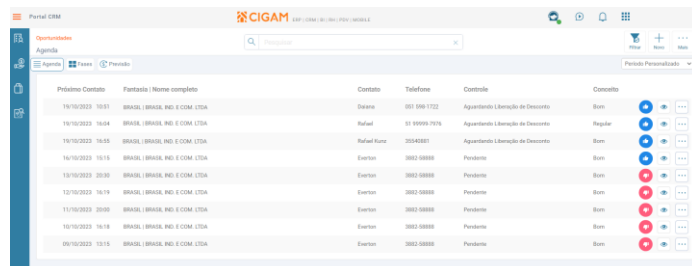 Portal CRM
CIGAM ERP | CRM | BI | RH | PDV | MOBILE
Oportunidades
Agenda
Pesquisar
Filtrar Novo Mais
Agenda Fases Previsão
Período Personalizado
Próximo Contato Fantasia | Nome completo Contato Telefone Controle Conceito
19/10/2023 10:51 BRASIL | BRASIL IND. E COM. LTDA Daiana 051 598-1722 Aguardando Liberação de Desconto Bom
19/10/2023 16:04 BRASIL | BRASIL IND. E COM. LTDA Rafael 51 99999-7976 Aguardando Liberação de Desconto Regular
19/10/2023 16:55 BRASIL | BRASIL IND. E COM. LTDA Rafael Kunz 35540881 Aguardando Liberação de Desconto Bom
16/10/2023 15:15 BRASIL | BRASIL IND. E COM. LTDA Everton 3882-58888 Pendente Bom
13/10/2023 20:30 BRASIL | BRASIL IND. E COM. LTDA Everton 3882-58888 Pendente Bom
12/10/2023 16:19 BRASIL | BRASIL IND. E COM. LTDA Everton 3882-58888 Pendente Bom
11/10/2023 20:00 BRASIL | BRASIL IND. E COM. LTDA Everton 3882-58888 Pendente Bom
10/10/2023 16:18 BRASIL | BRASIL IND. E COM. LTDA Everton 3882-58888 Pendente Bom
09/10/2023 13:15 BRASIL | BRASIL IND. E COM. LTDA Everton 3882-58888 Pendente Bom